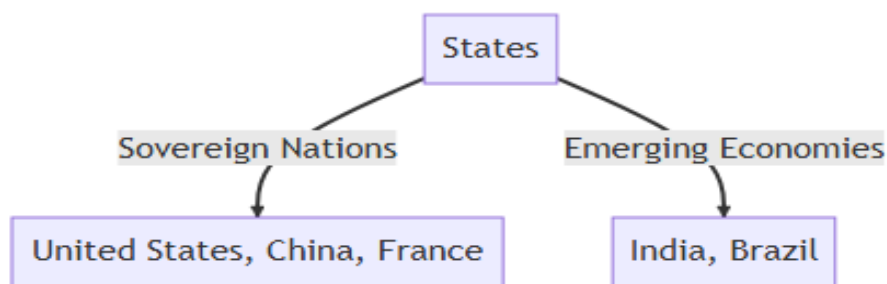 States
Sovereign Nations
Emerging Economies
United States, China, France
India, Brazil